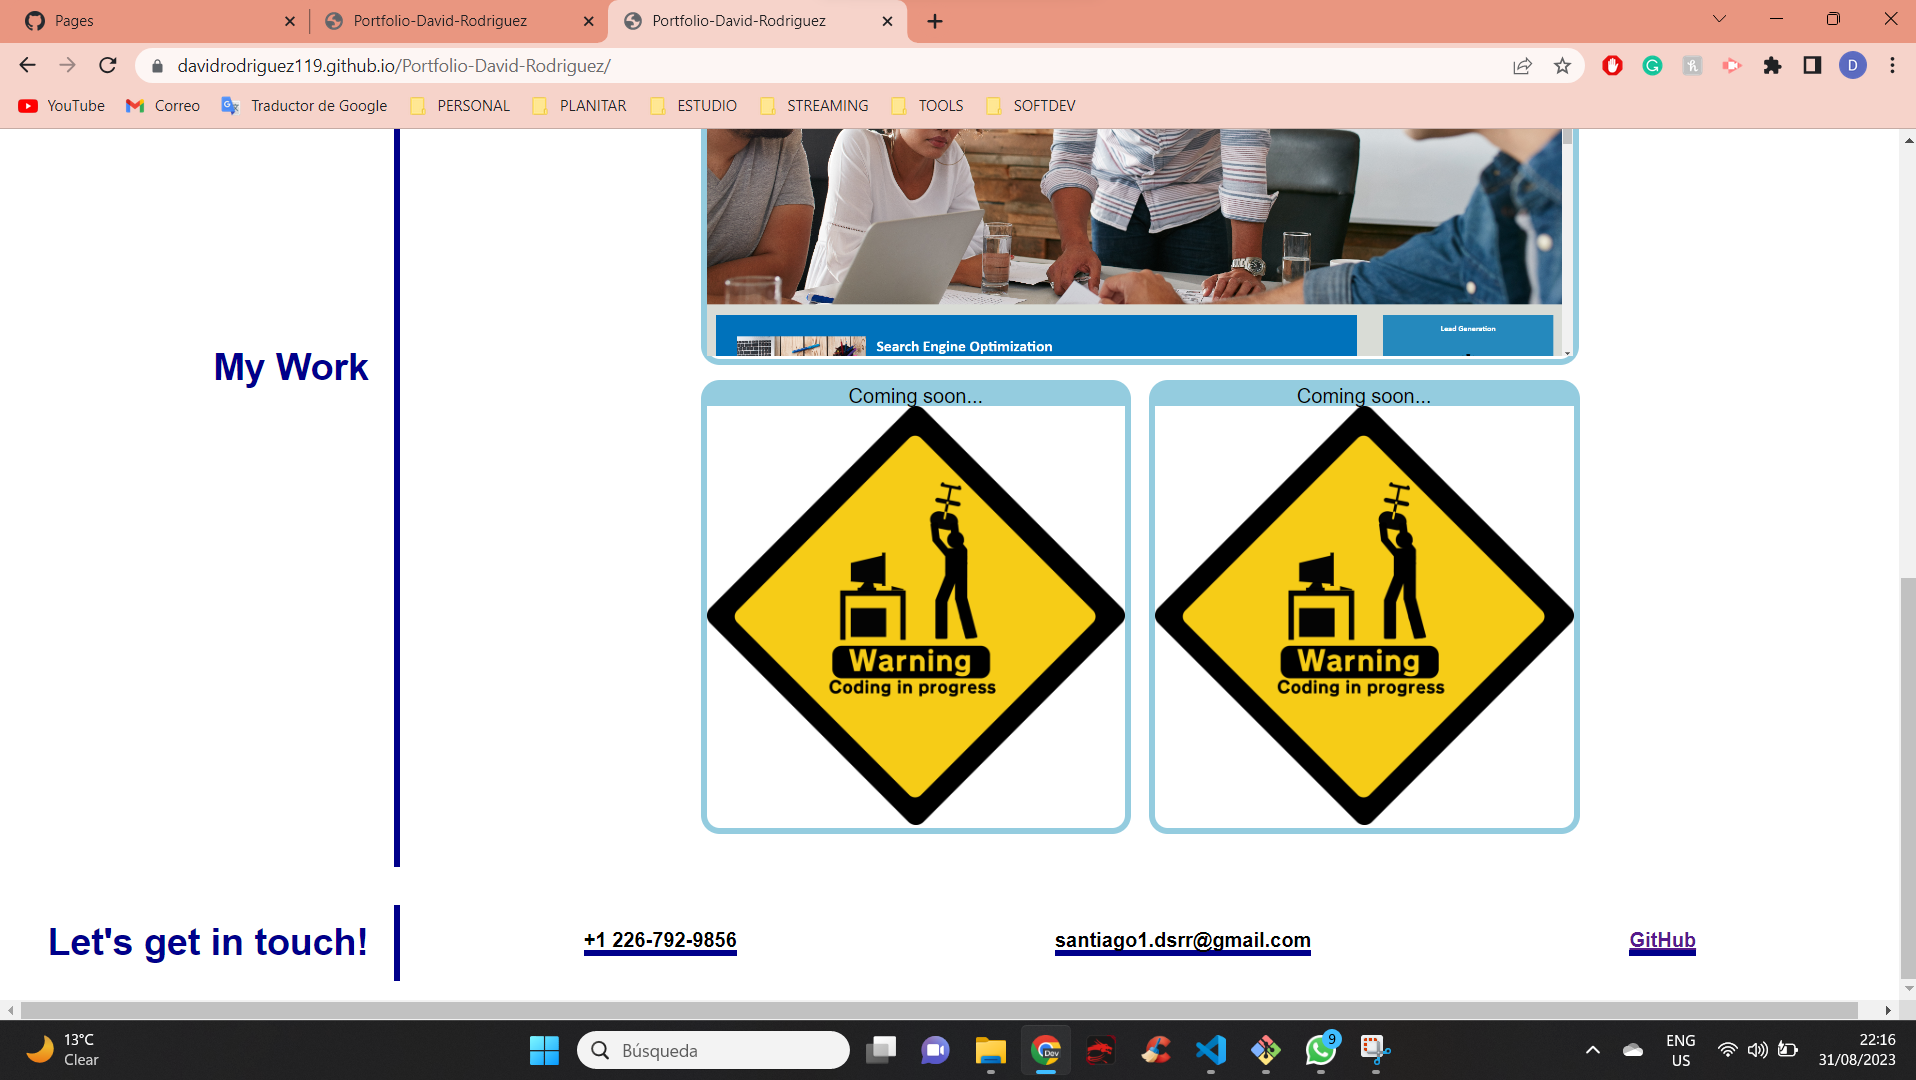 Pages
Portfolio-David-Rodriguez
Portfolio-David-Rodriguez
davidrodriguez119.github.io/Portfolio-David-Rodriguez/
D
YouTube
Correo
Traductor de Google
PERSONAL
PLANITAR
ESTUDIO
STREAMING
TOOLS
SOFTDEV
Search Engine Optimization
Lead Generation
My Work
Coming soon...
Coming soon...
Warning
Coding in progress
Warning
Coding in progress
Let's get in touch!
+1 226-792-9856
santiago1.dsrr@gmail.com
GitHub
13°C
Clear
Búsqueda
Dev
9
ENG
US
22:16
31/08/2023